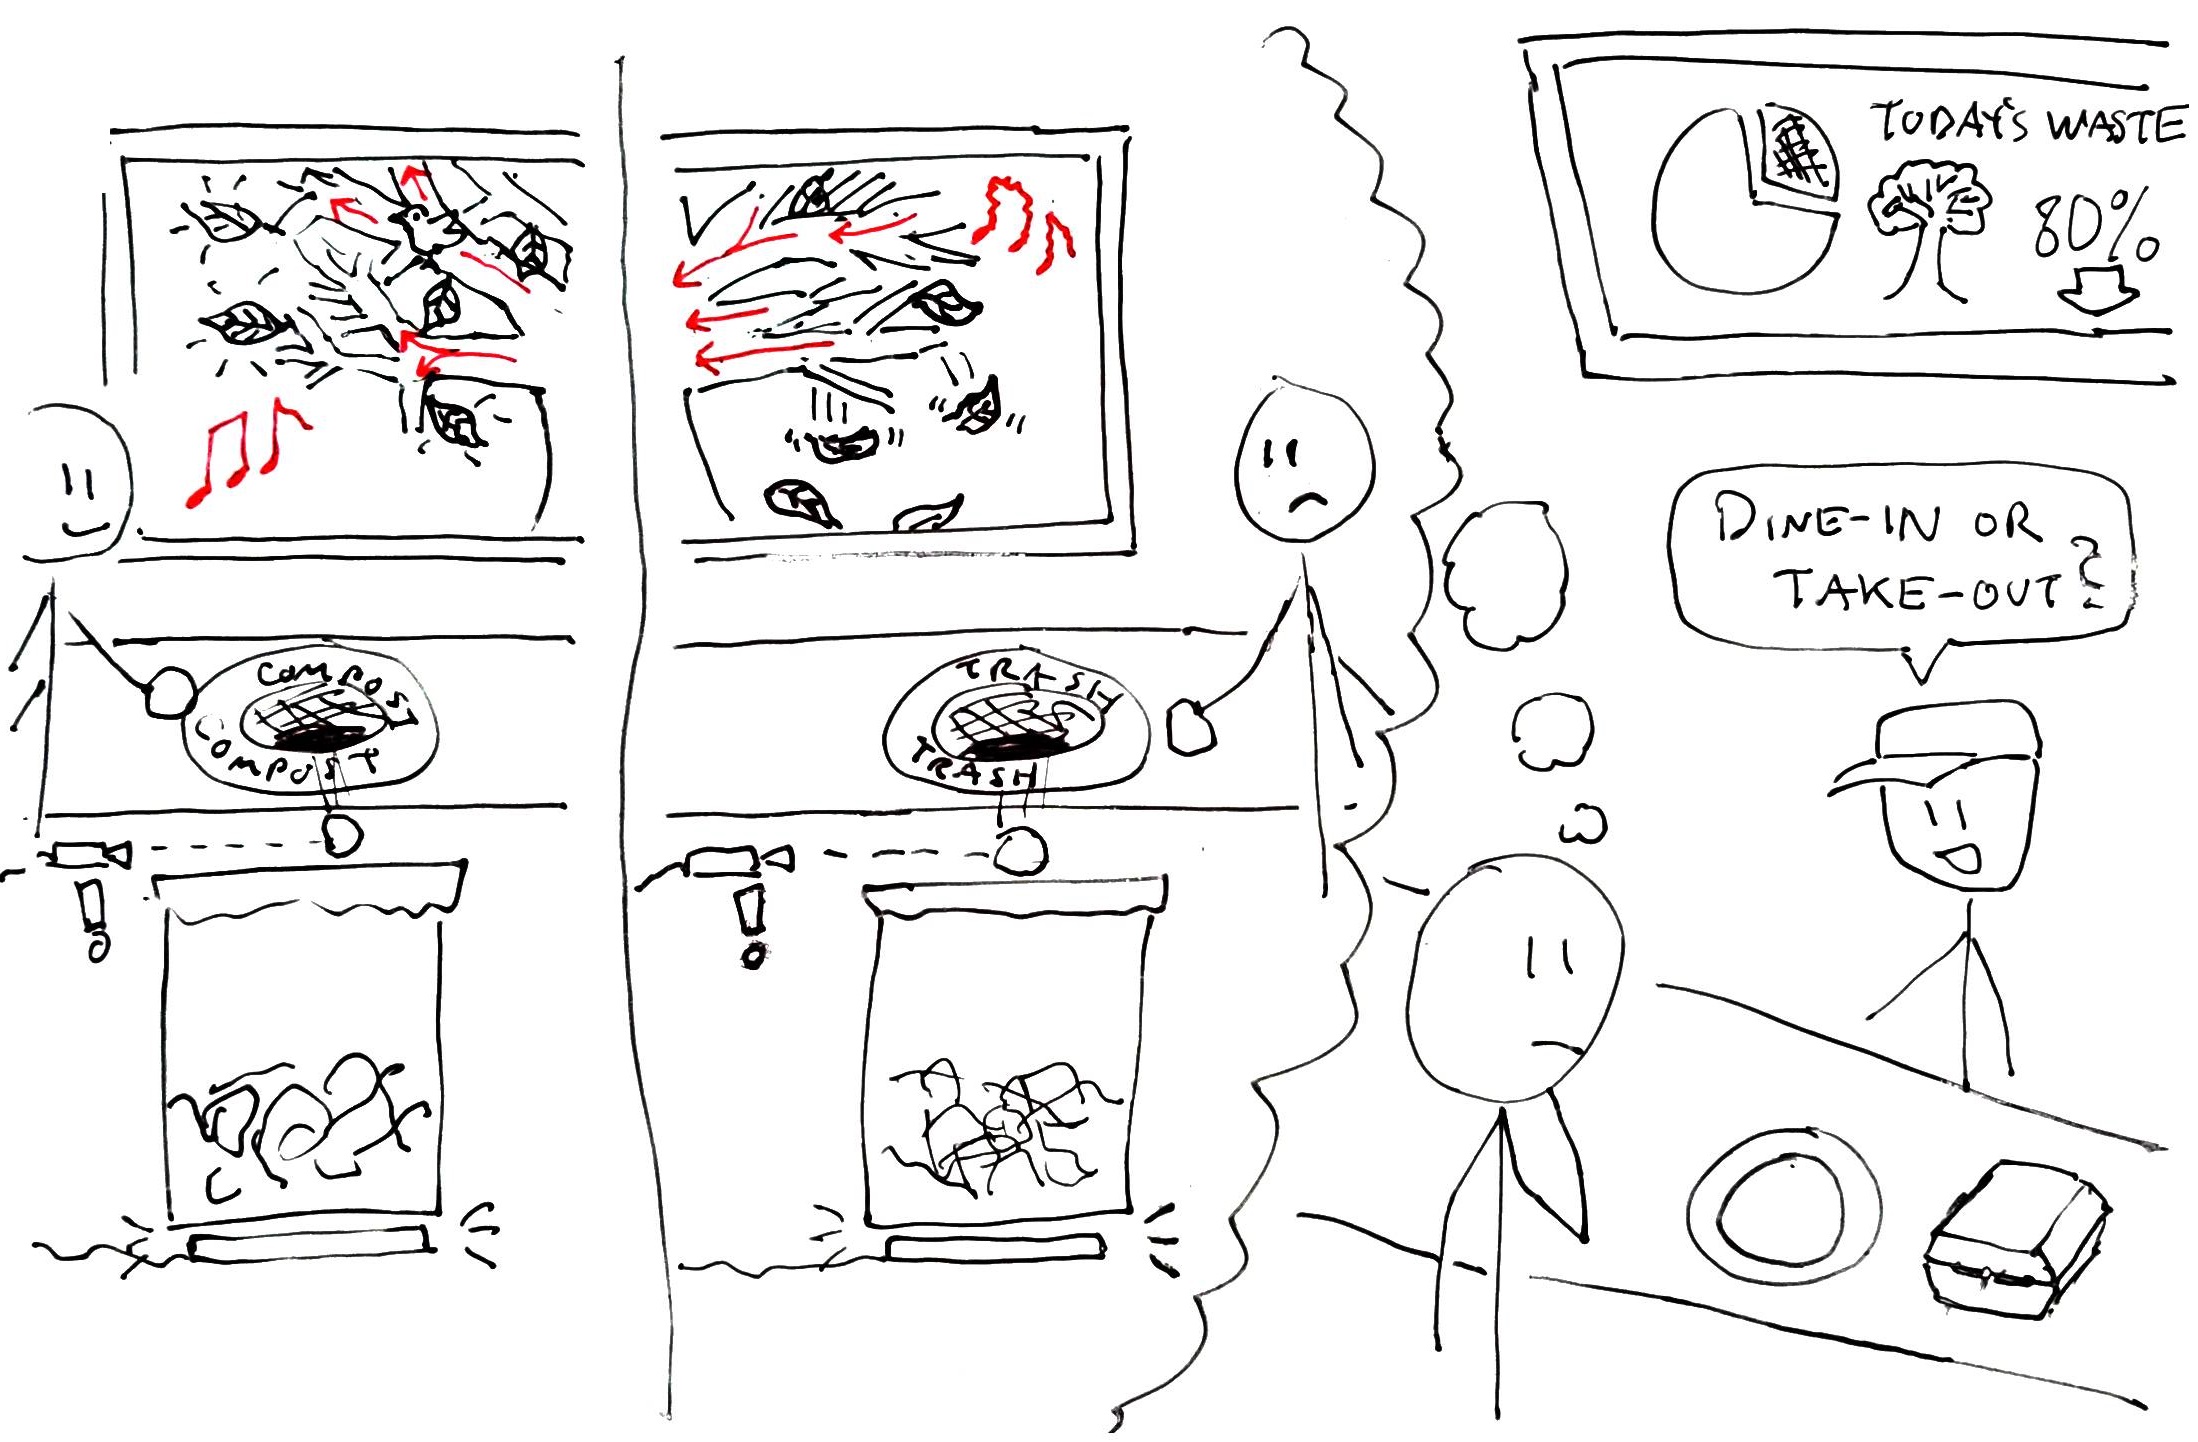 TODAY'S WASTE
80%
DINE-IN OR
TAKE-OUT?
COMPOST
COMPOST
TRASH
TRASH